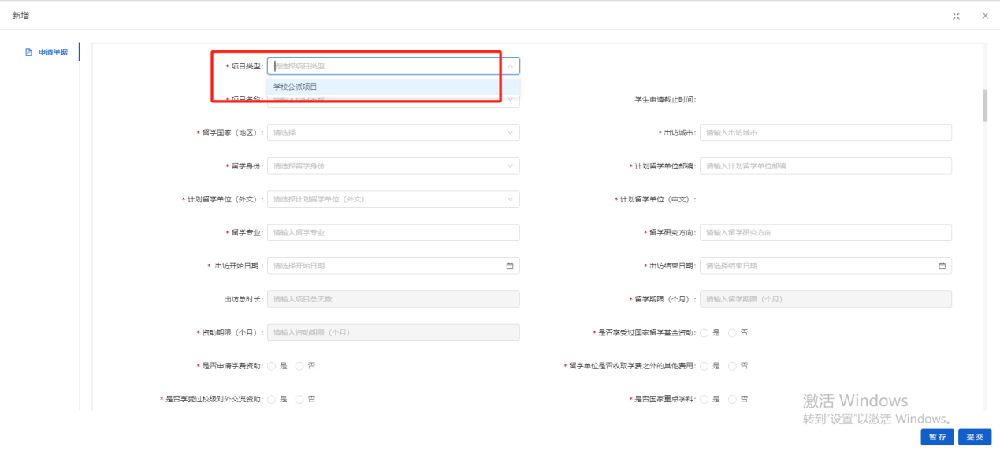 新增
申请单据
* 项目类型: 请选择项目类型
学校公派项目
* 项目名称: 请输入项目名称 学生申请截止时间:
* 留学国家（地区）: 请选择 * 出访城市: 请输入出访城市
* 留学身份: 请选择留学身份 * 计划留学单位邮编: 请输入计划留学单位邮编
* 计划留学单位（外文）: 请选择计划留学单位（外文） * 计划留学单位（中文）:
* 留学专业: 请输入留学专业 * 留学研究方向: 请输入留学研究方向
* 出访开始日期: 请选择开始日期 * 出访结束日期: 请选择结束日期
出访总时长: 请输入项目总天数 * 留学期限（个月）: 请输入留学期限（个月）
* 资助期限（个月）: 请输入资助期限（个月） * 是否享受过国家留学基金资助: 是 否
* 是否申请学费资助: 是 否 * 留学单位是否收取学费之外的其他费用: 是 否
* 是否享受过校级对外交流资助: 是 否 * 是否国家重点学科: 是 否
激活 Windows
转到"设置"以激活 Windows。
暂存 提交